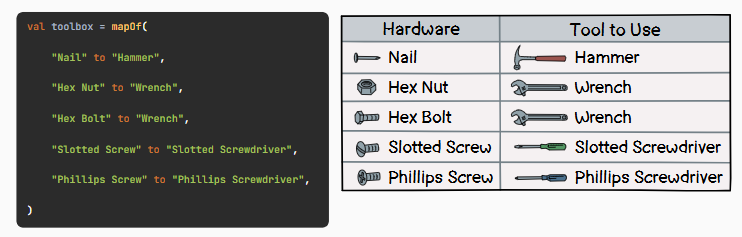 val toolbox = mapOf(
"Nail" to "Hammer",
"Hex Nut" to "Wrench",
"Hex Bolt" to "Wrench",
"Slotted Screw" to "Slotted Screwdriver",
"Phillips Screw" to "Phillips Screwdriver",
)
Hardware Tool to Use
Nail Hammer
Hex Nut Wrench
Hex Bolt Wrench
Slotted Screw Slotted Screwdriver
Phillips Screw Phillips Screwdriver